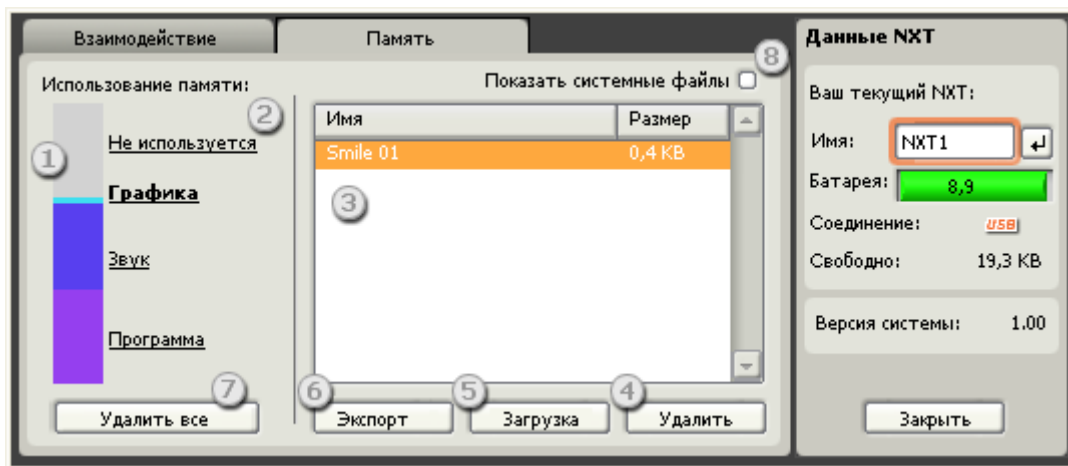 Взаимодействие
Память
Данные NXT
8
Использование памяти:
Показать системные файлы
Ваш текущий NXT:
2
Имя
Размер
1
Не используется
Имя:
NXT1
Smile 01
0,4 KB
Графика
3
Батарея:
8,9
Соединение:
USB
Звук
Свободно:
19,3 KB
Программа
Версия системы:
1.00
7
6
5
4
Удалить все
Экспорт
Загрузка
Удалить
Закрыть